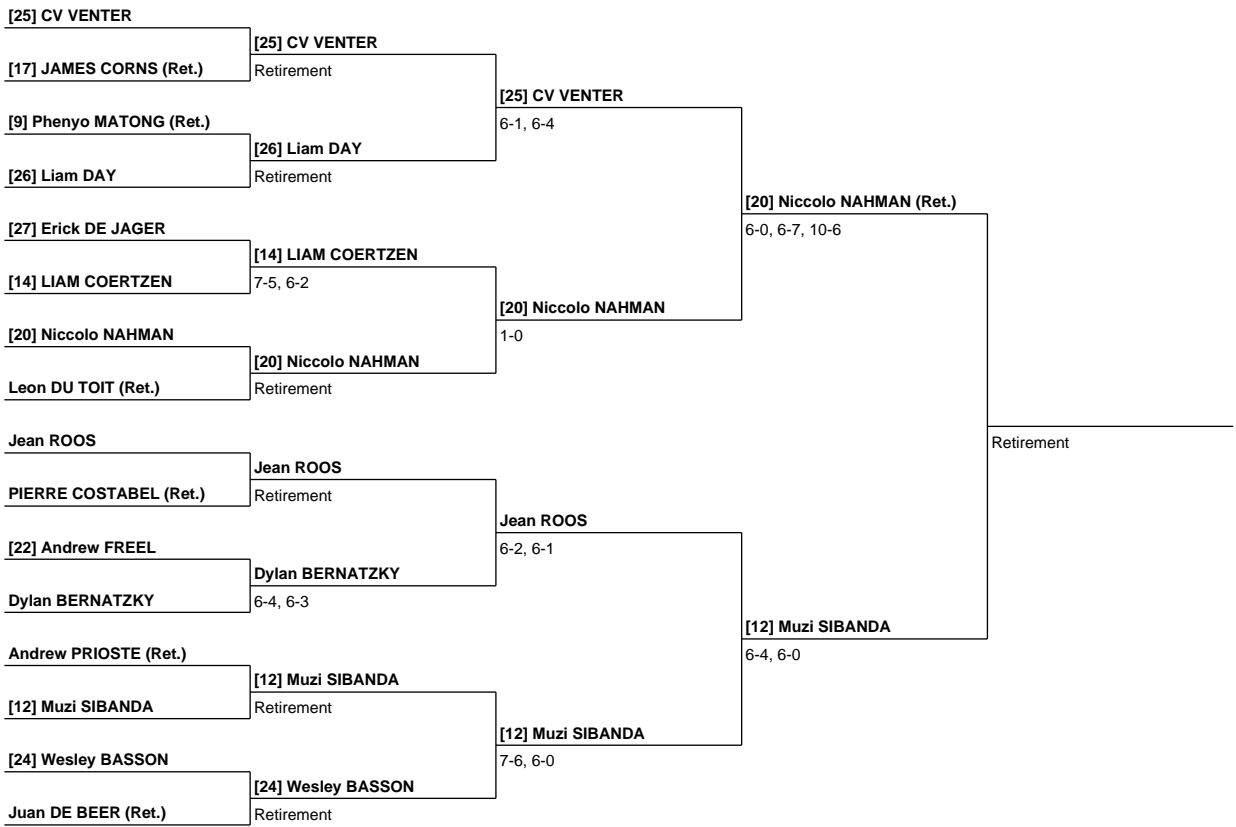 [25] CV VENTER
[25] CV VENTER
[17] JAMES CORNS (Ret.)
Retirement
[25] CV VENTER
[9] Phenyo MATONG (Ret.)
6-1, 6-4
[26] Liam DAY
[26] Liam DAY
Retirement
[20] Niccolo NAHMAN (Ret.)
[27] Erick DE JAGER
6-0, 6-7, 10-6
[14] LIAM COERTZEN
[14] LIAM COERTZEN
7-5, 6-2
[20] Niccolo NAHMAN
[20] Niccolo NAHMAN
1-0
[20] Niccolo NAHMAN
Leon DU TOIT (Ret.)
Retirement
Jean ROOS
Retirement
Jean ROOS
PIERRE COSTABEL (Ret.)
Retirement
Jean ROOS
[22] Andrew FREEL
6-2, 6-1
Dylan BERNATZKY
Dylan BERNATZKY
6-4, 6-3
[12] Muzi SIBANDA
Andrew PRIOSTE (Ret.)
6-4, 6-0
[12] Muzi SIBANDA
[12] Muzi SIBANDA
Retirement
[12] Muzi SIBANDA
[24] Wesley BASSON
7-6, 6-0
[24] Wesley BASSON
Juan DE BEER (Ret.)
Retirement